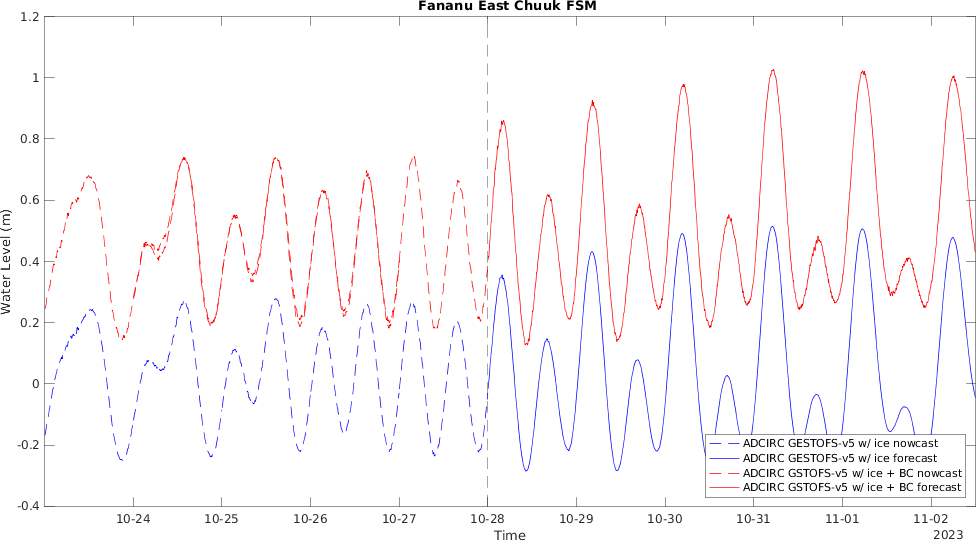 Fananu East Chuuk FSM
1.2
1
0.8
0.6
0.4
0.2
0
-0.2
-0.4
Water Level (m)
ADCIRC GESTOFS-v5 w/ ice nowcast
ADCIRC GESTOFS-v5 w/ ice forecast
ADCIRC GSTOFS-v5 w/ ice + BC nowcast
ADCIRC GSTOFS-v5 w/ ice + BC forecast
10-24 10-25 10-26 10-27 10-28 10-29 10-30 10-31 11-01 11-02
Time
2023